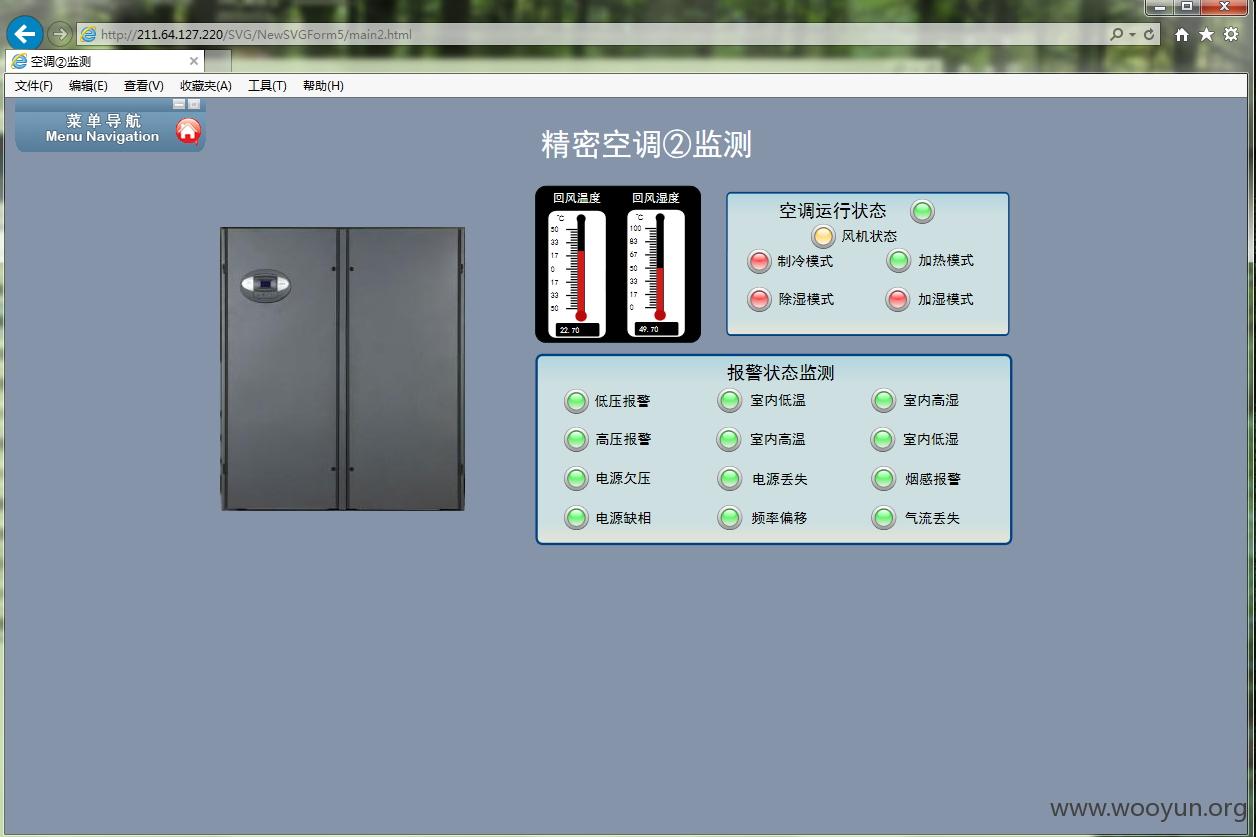 http://211.64.127.220/SVG/NewSVGForm5/main2.html
空调②监测
文件(F) 编辑(E) 查看(V) 收藏夹(A) 工具(T) 帮助(H)
菜单导航
Menu Navigation
精密空调②监测
回风温度 回风湿度
℃ ℃
50 100
33 83
17 67
0 50
17 33
33 17
50 0
22.70 49.70
空调运行状态
风机状态
制冷模式 加热模式
除湿模式 加湿模式
报警状态监测
低压报警 室内低温 室内高湿
高压报警 室内高温 室内低湿
电源欠压 电源丢失 烟感报警
电源缺相 频率偏移 气流丢失
www.wooyun.org